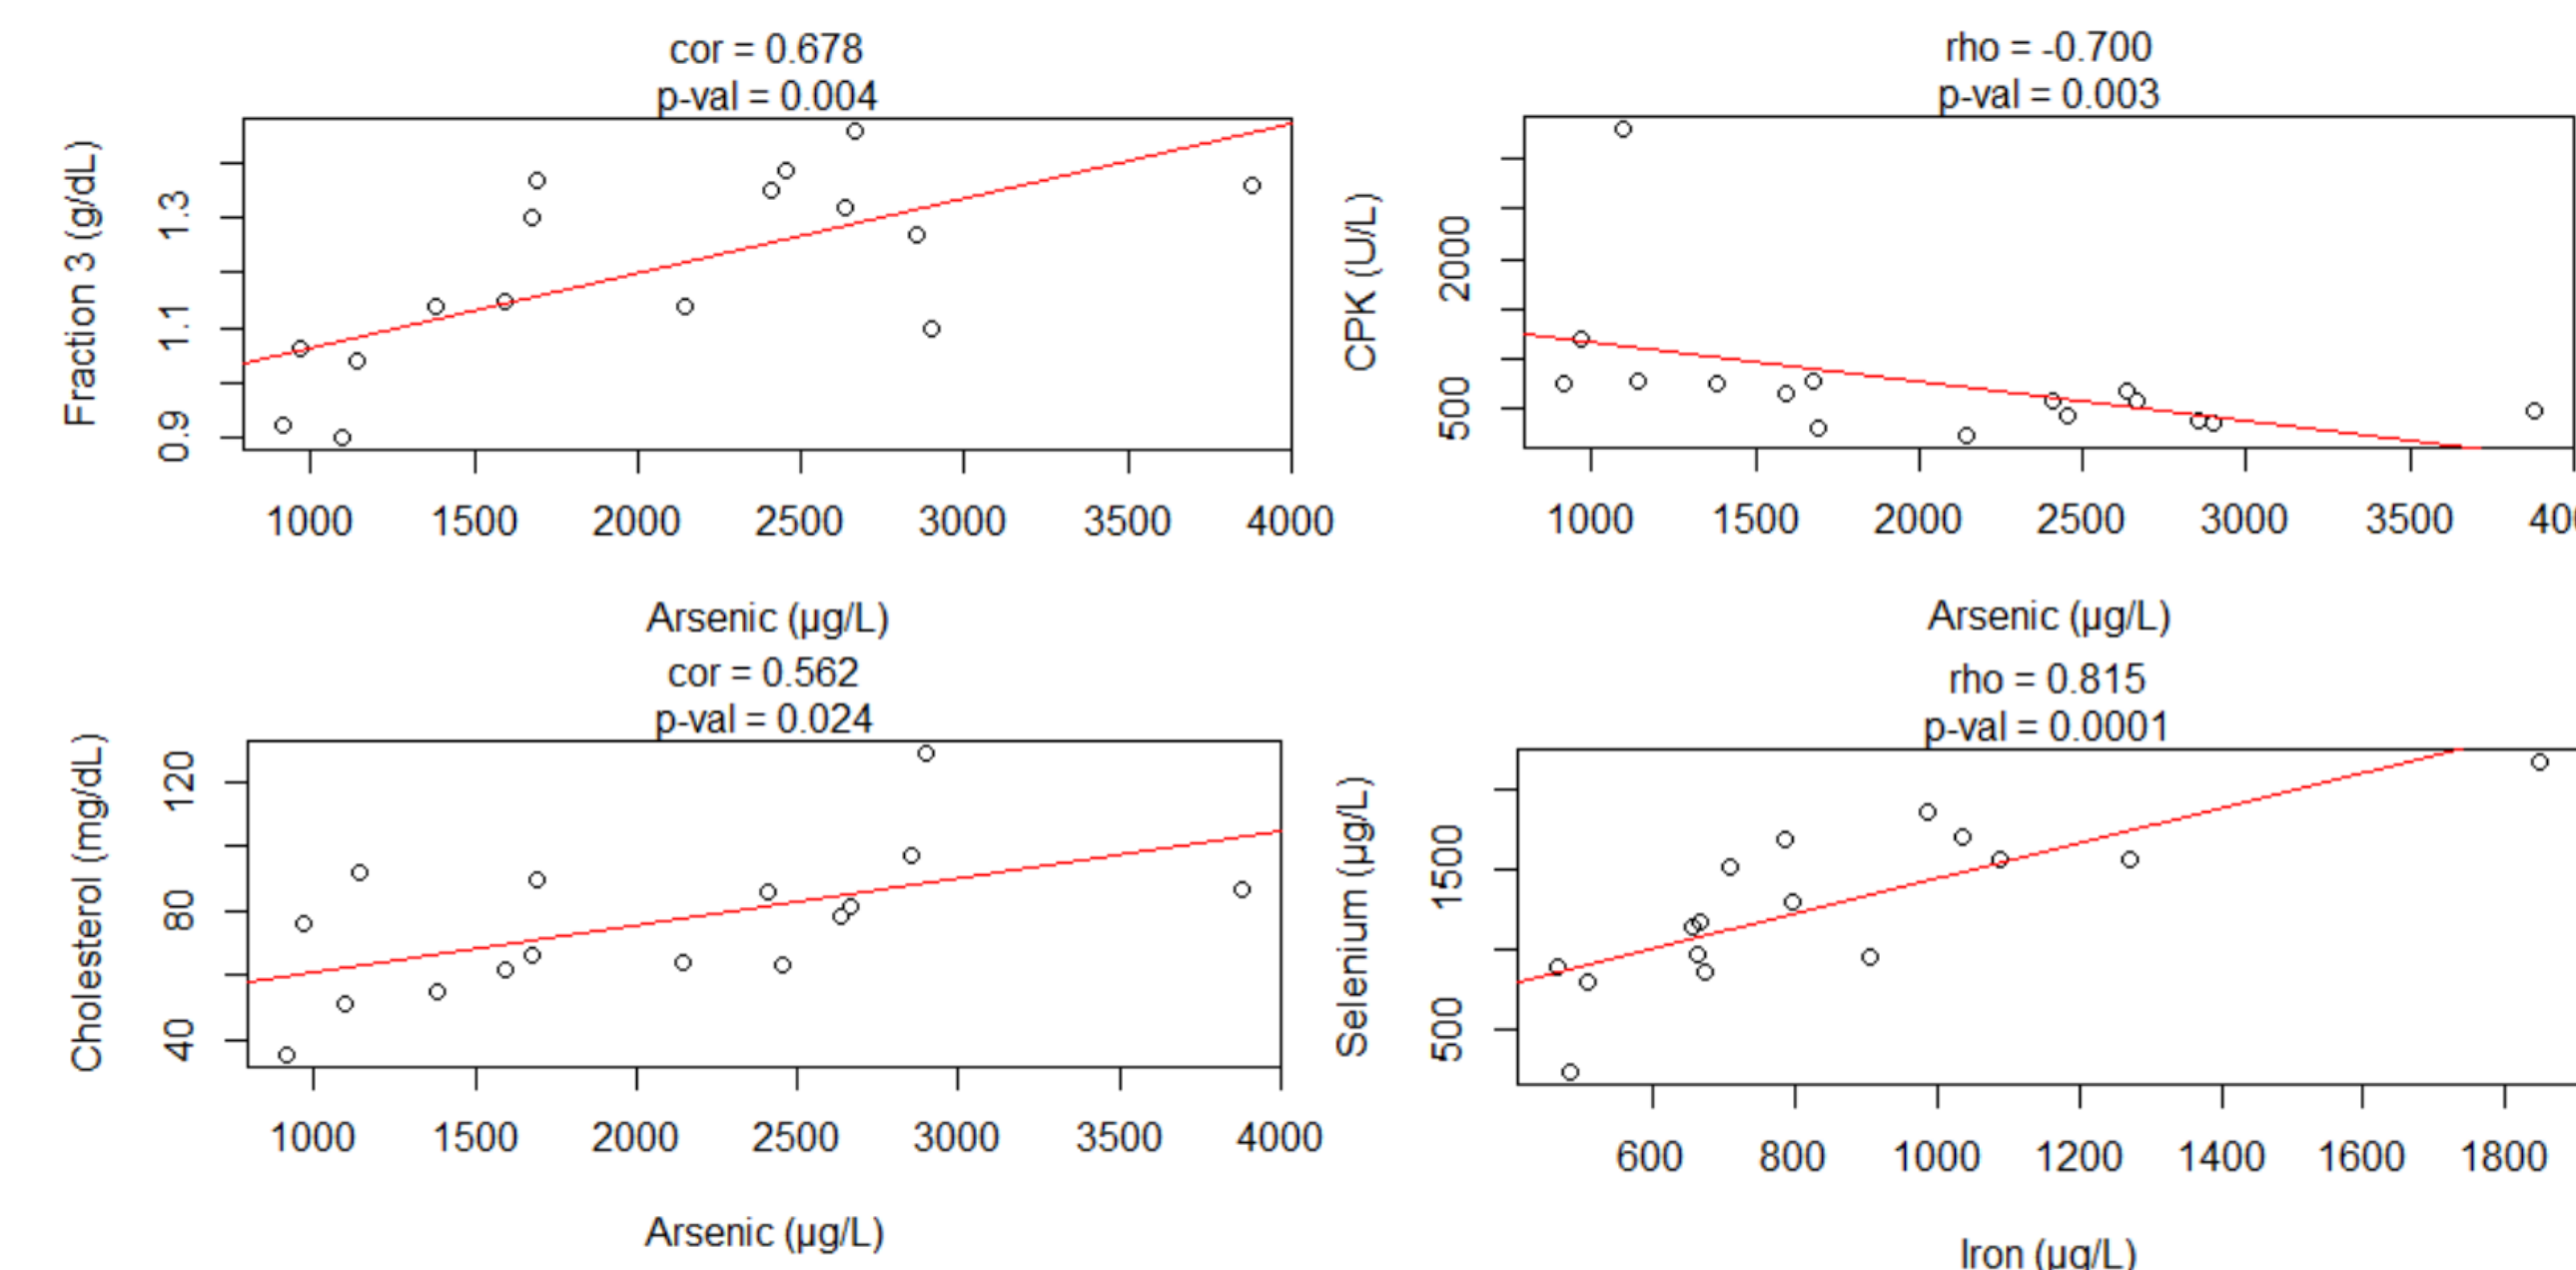 cor = 0.678
p-val = 0.004
Fraction 3 (g/dL)
0.9 1.1 1.3
1000 1500 2000 2500 3000 3500 4000
Arsenic (µg/L)
rho = -0.700
p-val = 0.003
CPK (U/L)
500 2000
1000 1500 2000 2500 3000 3500
Arsenic (µg/L)
cor = 0.562
p-val = 0.024
Cholesterol (mg/dL)
40 80 120
1000 1500 2000 2500 3000 3500 4000
Arsenic (µg/L)
rho = 0.815
p-val = 0.0001
Selenium (µg/L)
500 1500
600 800 1000 1200 1400 1600 1800
Iron (µg/L)